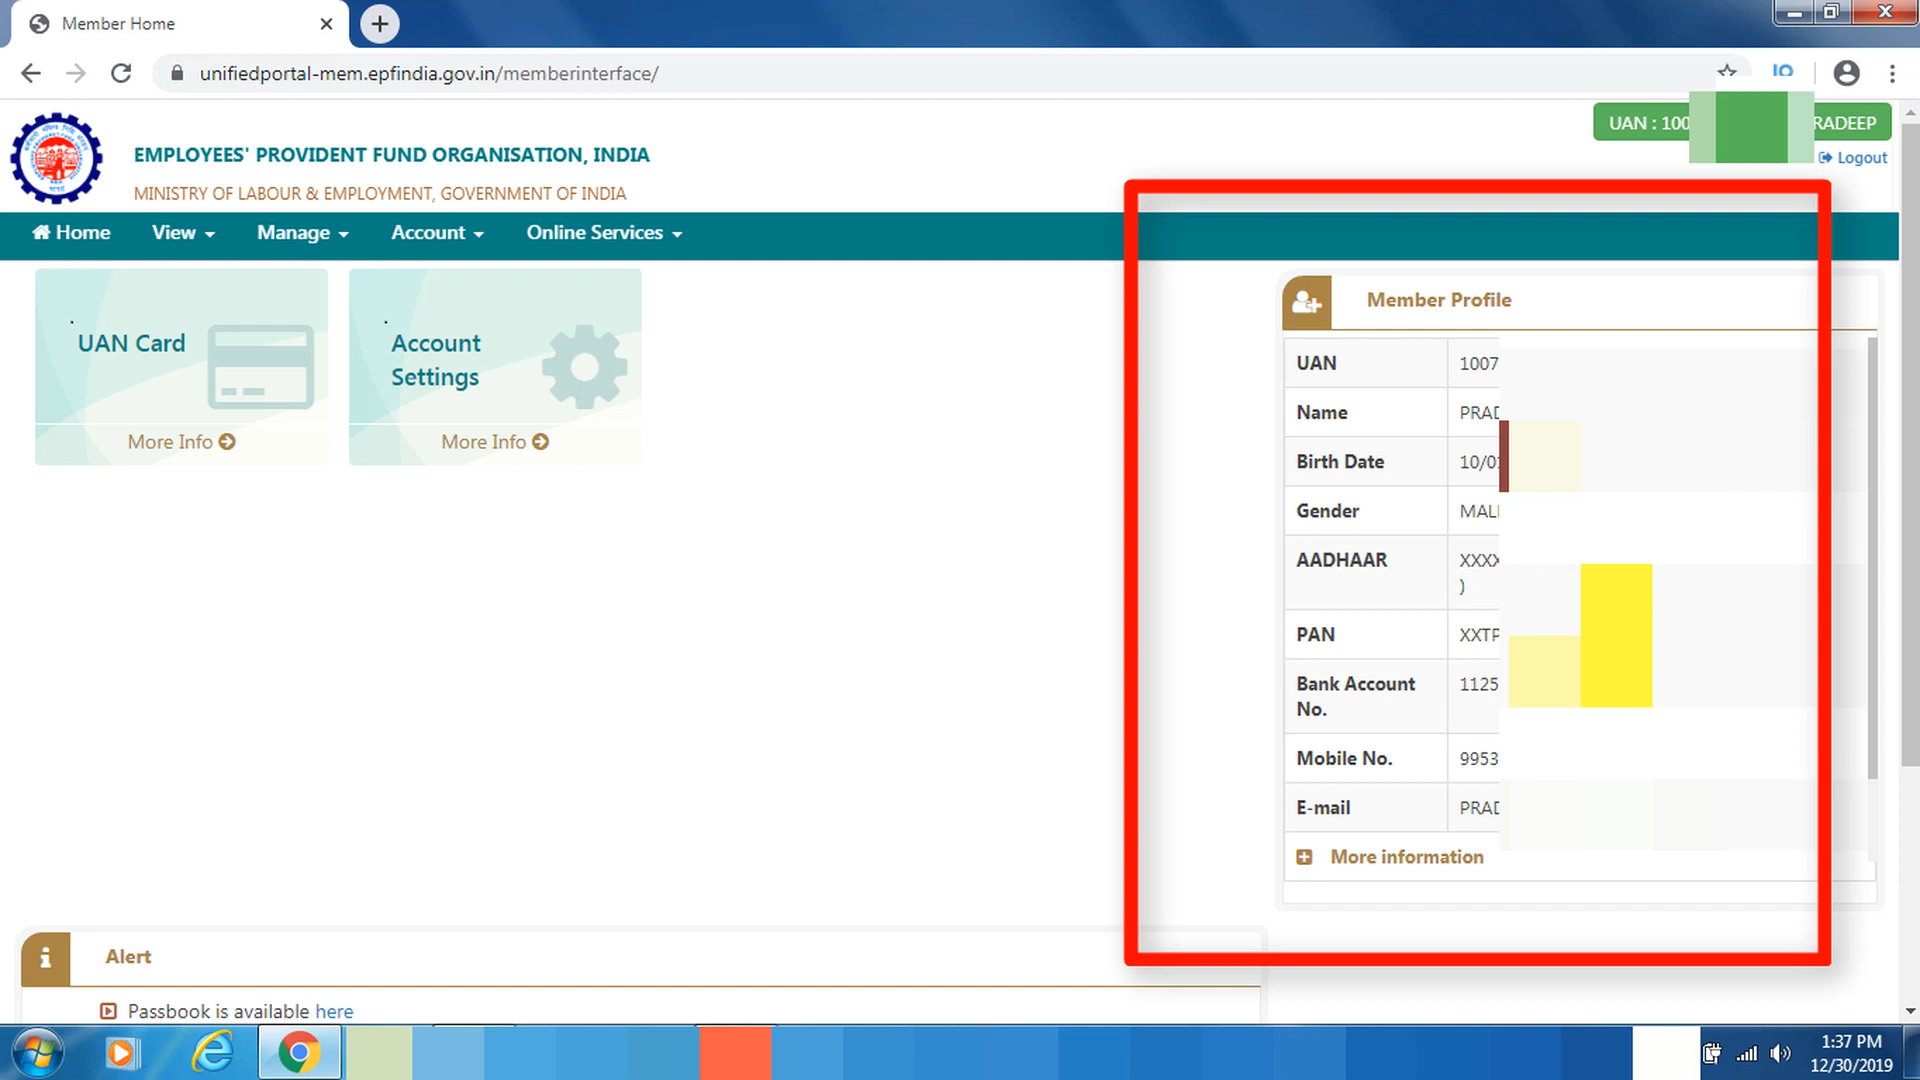 Member Home
unifiedportal-mem.epfindia.gov.in/memberinterface/
UAN : 100
RADEEP
EMPLOYEES' PROVIDENT FUND ORGANISATION, INDIA
Logout
MINISTRY OF LABOUR & EMPLOYMENT, GOVERNMENT OF INDIA
Home View Manage Account Online Services
UAN Card
More Info
Account
Settings
More Info
Member Profile
UAN 1007
Name PRAD
Birth Date 10/0
Gender MAL
AADHAAR XXXX
)
PAN XXTP
Bank Account No. 1125
Mobile No. 9953
E-mail PRAD
More information
Alert
Passbook is available here
1:37 PM
12/30/2019